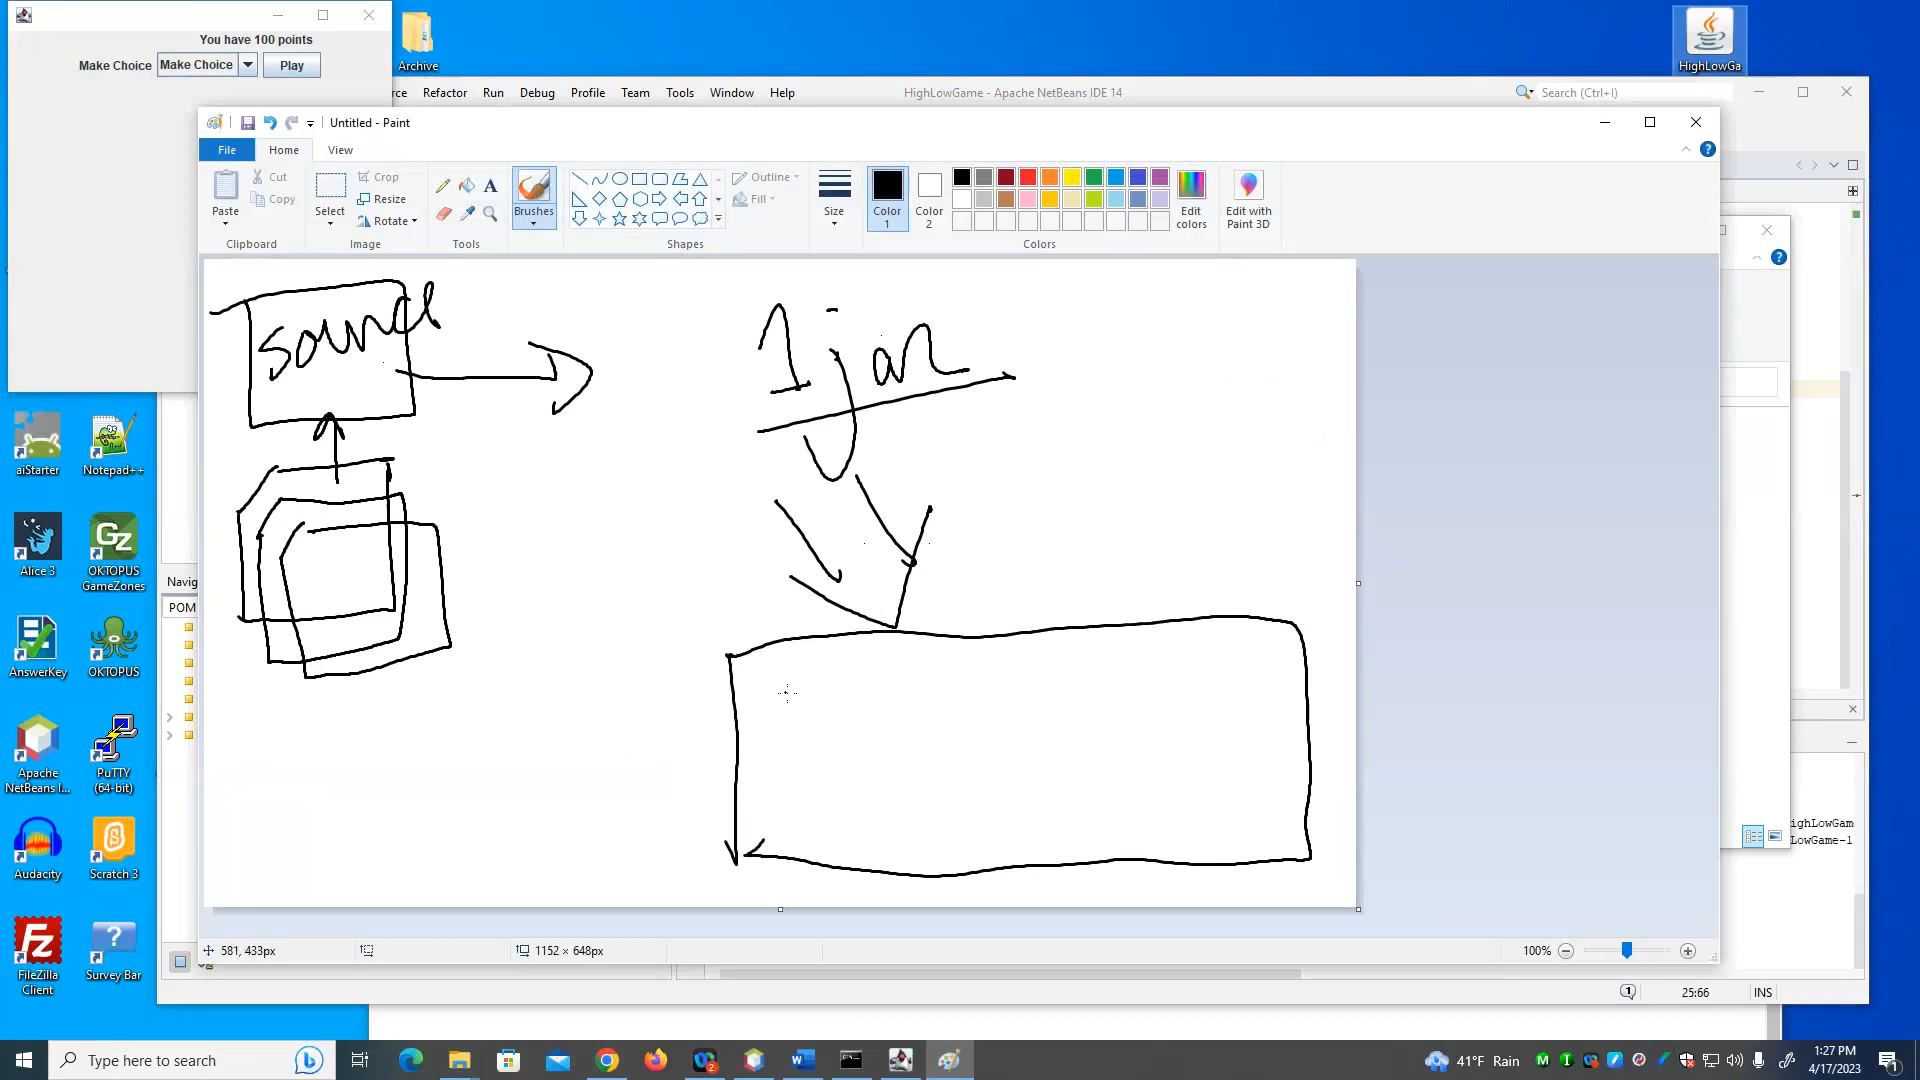 You have 100 points
Make Choice Make Choice Play
Archive
HighLowGa
Refactor Run Debug Profile Team Tools Window Help
HighLowGame - Apache NetBeans IDE 14
Search (Ctrl+I)
Untitled - Paint
File Home View
Paste
Cut
Copy
Clipboard
Select
Crop
Resize
Rotate
Image
Tools
Brushes
Shapes
Outline
Fill
Size
Color 1
Color 2
Edit colors
Edit with Paint 3D
Colors
sound
1 jar
aiStarter
Notepad++
Alice 3
OKTOPUS GameZones
AnswerKey
OKTOPUS
Apache NetBeans I...
PuTTY (64-bit)
Audacity
Scratch 3
FileZilla Client
Survey Bar
Navig
POM
ighLowGam
LowGame-1
581, 433px
1152 × 648px
100%
1
25:66
INS
Type here to search
2
41°F Rain
1:27 PM
4/17/2023
1